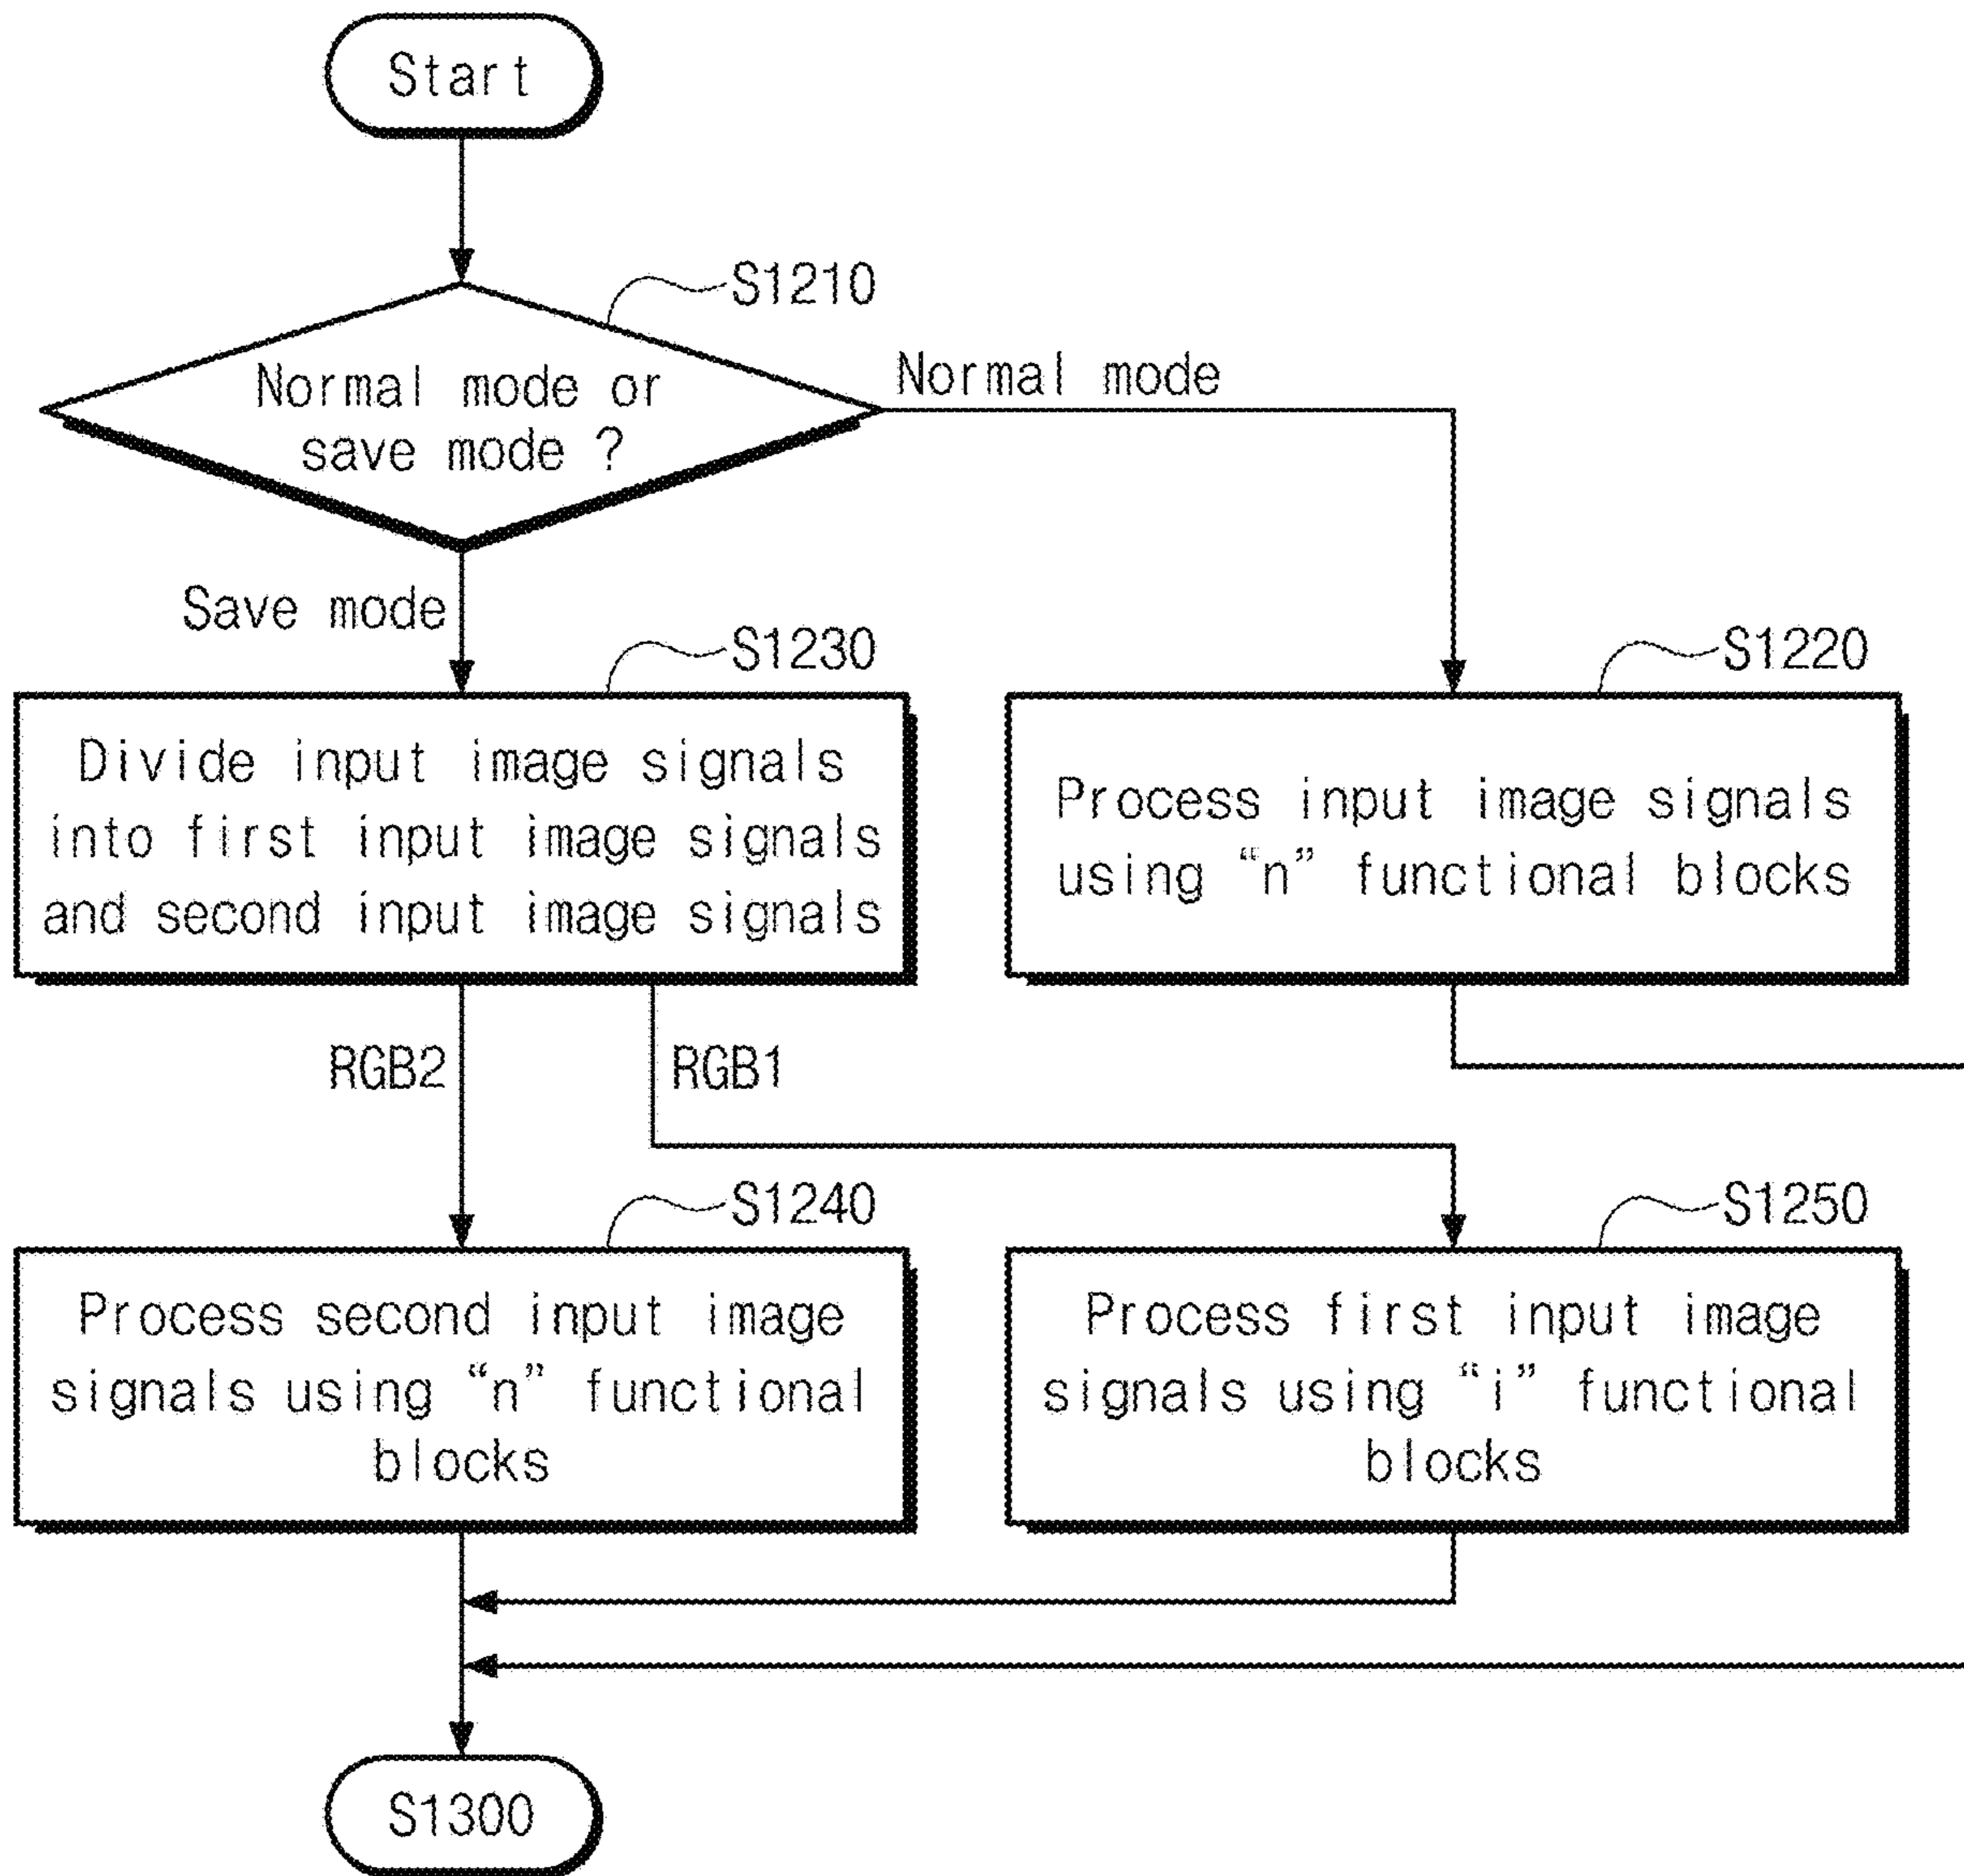 Start
S1210
Normal mode or
save mode ?
Normal mode
Save mode
S1230
Divide input image signals
into first input image signals
and second input image signals
S1220
Process input image signals
using “n” functional blocks
RGB2
RGB1
S1240
Process second input image
signals using “n” functional
blocks
S1250
Process first input image
signals using “i” functional
blocks
S1300